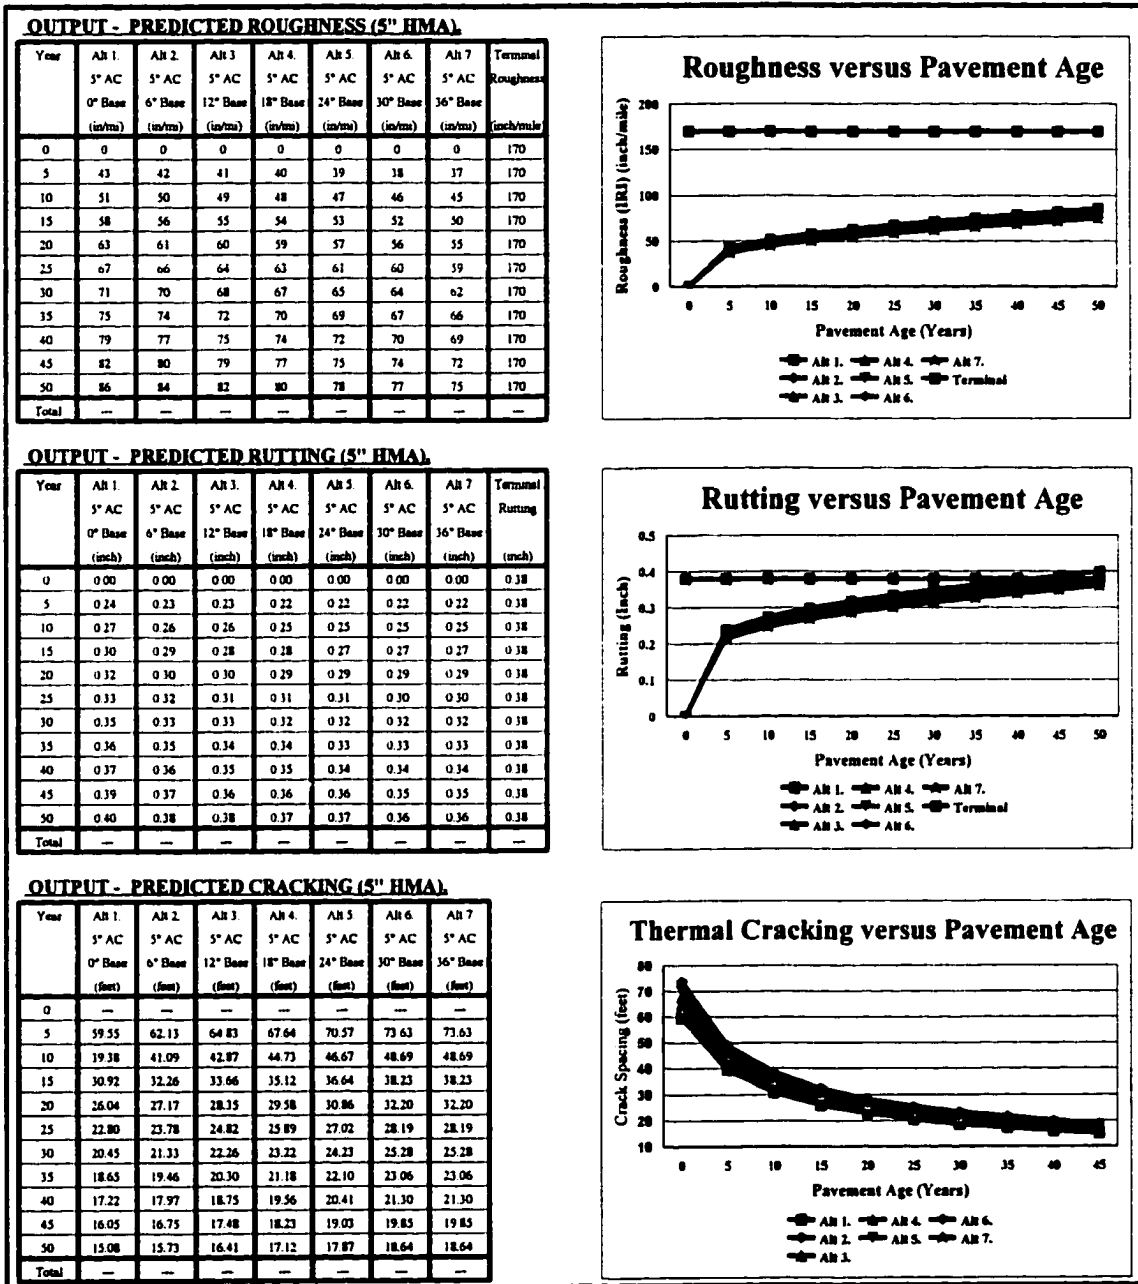 OUTPUT - PREDICTED ROUGHNESS (5" HMA).
Year Alt 1. Alt 2. Alt 3 Alt 4. Alt 5. Alt 6. Alt 7 Terminal
5" AC 5" AC 5" AC 5" AC 5" AC 5" AC 5" AC Roughness
0" Base 6" Base 12" Base 18" Base 24" Base 30" Base 36" Base
(in/mi) (in/mi) (in/mi) (in/mi) (in/mi) (in/mi) (in/mi) (inch/mile)
0 0 0 0 0 0 0 0 170
5 43 42 41 40 39 38 37 170
10 51 50 49 48 47 46 45 170
15 58 56 55 54 53 52 50 170
20 63 61 60 59 57 56 55 170
25 67 66 64 63 61 60 59 170
30 71 70 68 67 65 64 62 170
35 75 74 72 70 69 67 66 170
40 79 77 75 74 72 70 69 170
45 82 80 79 77 75 74 72 170
50 86 84 82 80 78 77 75 170
Total --- --- --- --- --- --- --- ---
Roughness versus Pavement Age
Roughness (IRI) (inch/mile)
200
150
100
50
0
0 5 10 15 20 25 30 35 40 45 50
Pavement Age (Years)
Alt 1. Alt 4. Alt 7.
Alt 2. Alt 5. Terminal
Alt 3. Alt 6.
OUTPUT - PREDICTED RUTTING (5" HMA).
Year Alt 1. Alt 2. Alt 3. Alt 4. Alt 5. Alt 6. Alt 7 Terminal
5" AC 5" AC 5" AC 5" AC 5" AC 5" AC 5" AC Rutting
0" Base 6" Base 12" Base 18" Base 24" Base 30" Base 36" Base
(inch) (inch) (inch) (inch) (inch) (inch) (inch) (inch)
0 0.00 0.00 0.00 0.00 0.00 0.00 0.00 0.38
5 0.24 0.23 0.23 0.22 0.22 0.22 0.22 0.38
10 0.27 0.26 0.26 0.25 0.25 0.25 0.25 0.38
15 0.30 0.29 0.28 0.28 0.27 0.27 0.27 0.38
20 0.32 0.30 0.30 0.29 0.29 0.29 0.29 0.38
25 0.33 0.32 0.31 0.31 0.31 0.30 0.30 0.38
30 0.35 0.33 0.33 0.32 0.32 0.32 0.32 0.38
35 0.36 0.35 0.34 0.34 0.33 0.33 0.33 0.38
40 0.37 0.36 0.35 0.35 0.34 0.34 0.34 0.38
45 0.39 0.37 0.36 0.36 0.36 0.35 0.35 0.38
50 0.40 0.38 0.38 0.37 0.37 0.36 0.36 0.38
Total --- --- --- --- --- --- --- ---
Rutting versus Pavement Age
Rutting (Inch)
0.5
0.4
0.3
0.2
0.1
0
0 5 10 15 20 25 30 35 40 45 50
Pavement Age (Years)
Alt 1. Alt 4. Alt 7.
Alt 2. Alt 5. Terminal
Alt 3. Alt 6.
OUTPUT - PREDICTED CRACKING (5" HMA).
Year Alt 1. Alt 2. Alt 3. Alt 4. Alt 5 Alt 6. Alt 7
5" AC 5" AC 5" AC 5" AC 5" AC 5" AC 5" AC
0" Base 6" Base 12" Base 18" Base 24" Base 30" Base 36" Base
(feet) (feet) (feet) (feet) (feet) (feet) (feet)
0 --- --- --- --- --- --- ---
5 59.55 62.13 64.83 67.64 70.57 73.63 73.63
10 19.38 41.09 42.87 44.73 46.67 48.69 48.69
15 30.92 32.26 33.66 35.12 36.64 38.23 38.23
20 26.04 27.17 28.35 29.58 30.86 32.20 32.20
25 22.80 23.78 24.82 25.89 27.02 28.19 28.19
30 20.45 21.33 22.26 23.22 24.23 25.28 25.28
35 18.65 19.46 20.30 21.18 22.10 23.06 23.06
40 17.22 17.97 18.75 19.56 20.41 21.30 21.30
45 16.05 16.75 17.48 18.23 19.03 19.85 19.85
50 15.08 15.73 16.41 17.12 17.87 18.64 18.64
Total --- --- --- --- --- --- ---
Thermal Cracking versus Pavement Age
Crack Spacing (feet)
80
70
60
50
40
30
20
10
0 5 10 15 20 25 30 35 40 45
Pavement Age (Years)
Alt 1. Alt 4. Alt 6.
Alt 2. Alt 5. Alt 7.
Alt 3.